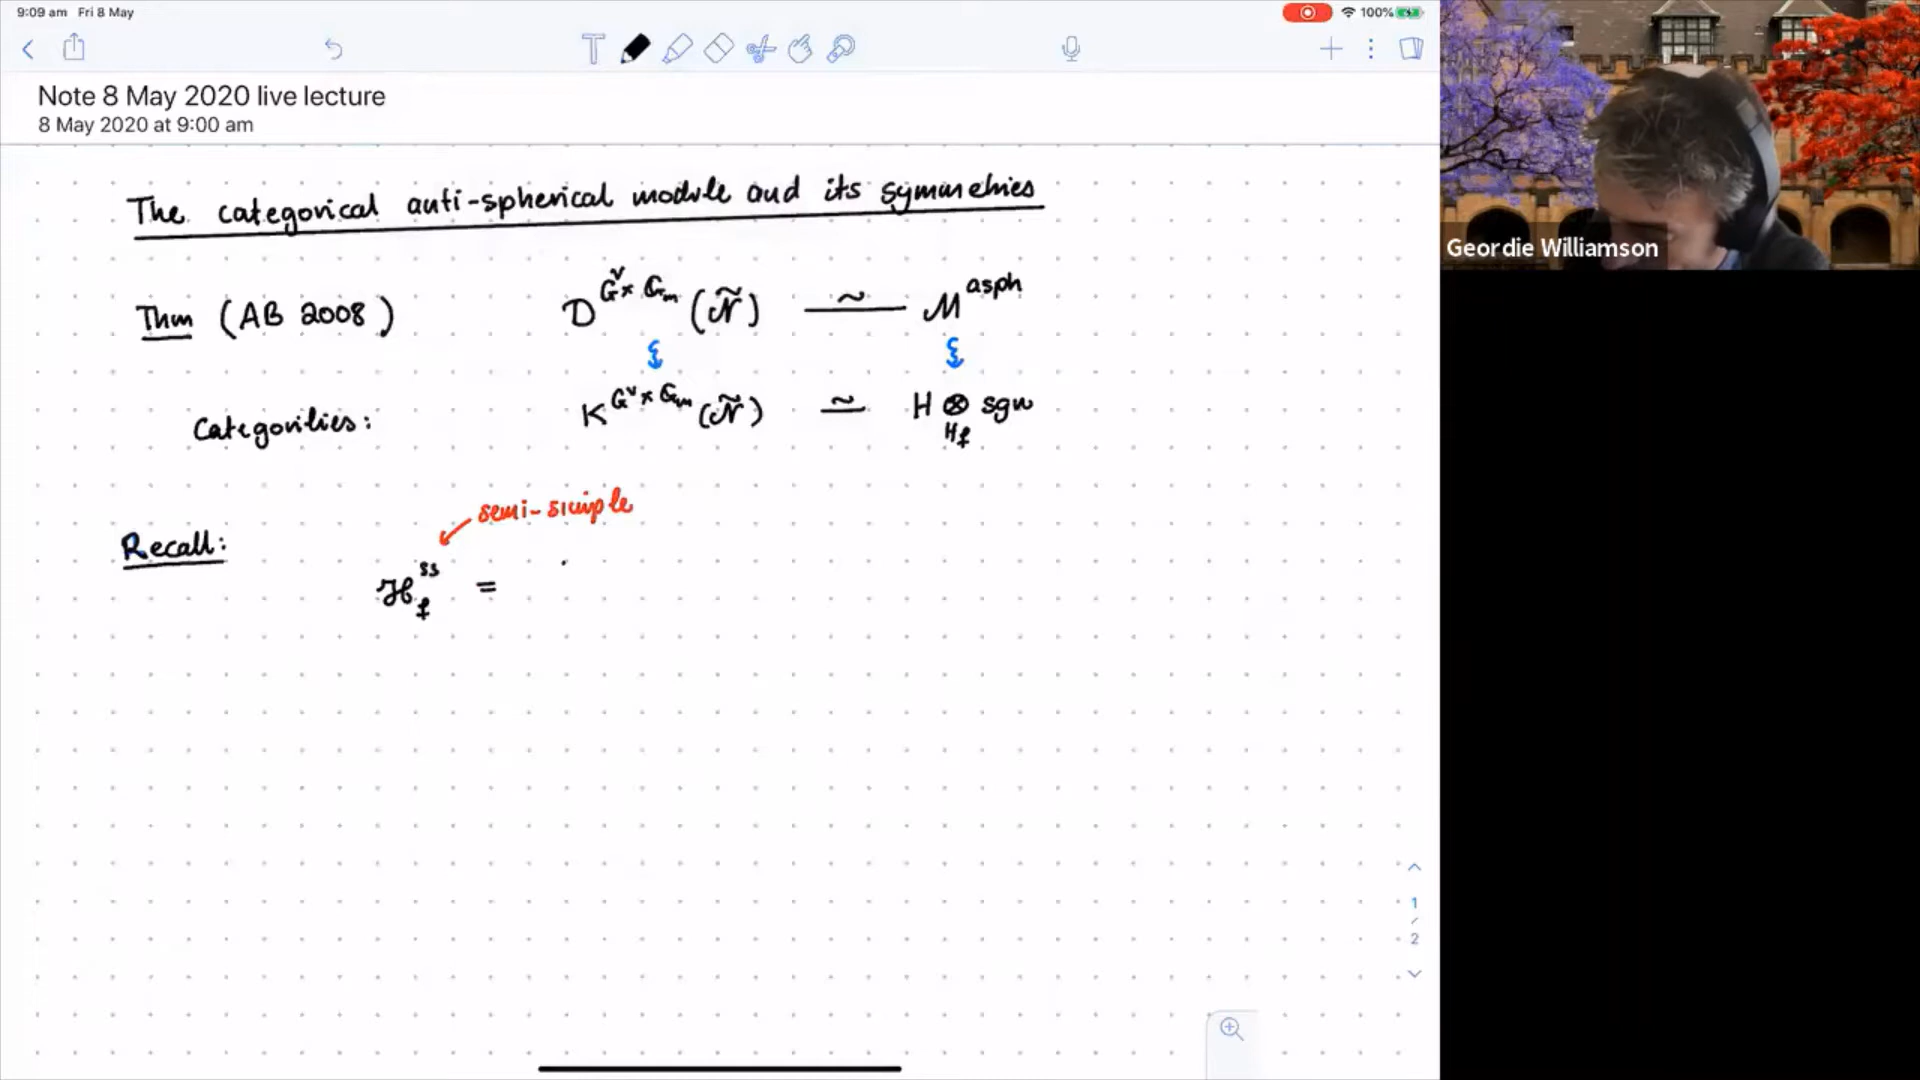 9:09 am Fri 8 May
100%
Note 8 May 2020 live lecture
8 May 2020 at 9:00 am
The categorical anti-spherical module and its symmetries
Thm (AB 2008) D^{G^∨ × G_m}(Ñ) ≃ M^{asph}
Categorifies: K^{G^∨ × G_m}(Ñ) ≃ H ⊗_{H_f} sgn
semi-simple
Recall:
ℋ_f^{ss} =
1
/
2
Geordie Williamson